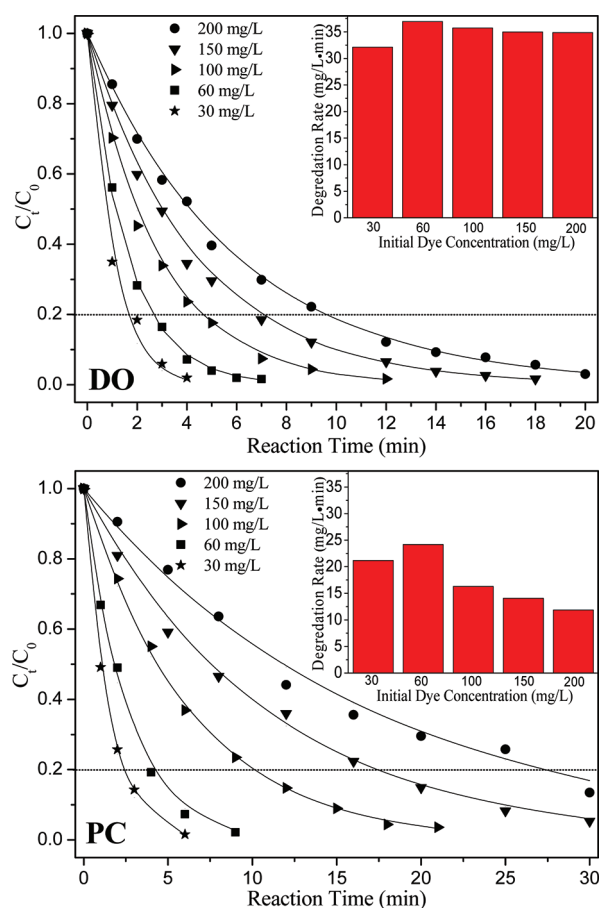 200 mg/L
150 mg/L
100 mg/L
60 mg/L
30 mg/L
1.0
0.8
0.6
0.4
0.2
0.0
Ct/C0
DO
0 2 4 6 8 10 12 14 16 18 20
Reaction Time (min)
35
30
25
20
15
10
5
0
Degredation Rate (mg/L•min)
30 60 100 150 200
Initial Dye Concentration (mg/L)
200 mg/L
150 mg/L
100 mg/L
60 mg/L
30 mg/L
1.0
0.8
0.6
0.4
0.2
0.0
Ct/C0
PC
0 5 10 15 20 25 30
Reaction Time (min)
35
30
25
20
15
10
5
0
Degredation Rate (mg/L•min)
30 60 100 150 200
Initial Dye Concentration (mg/L)